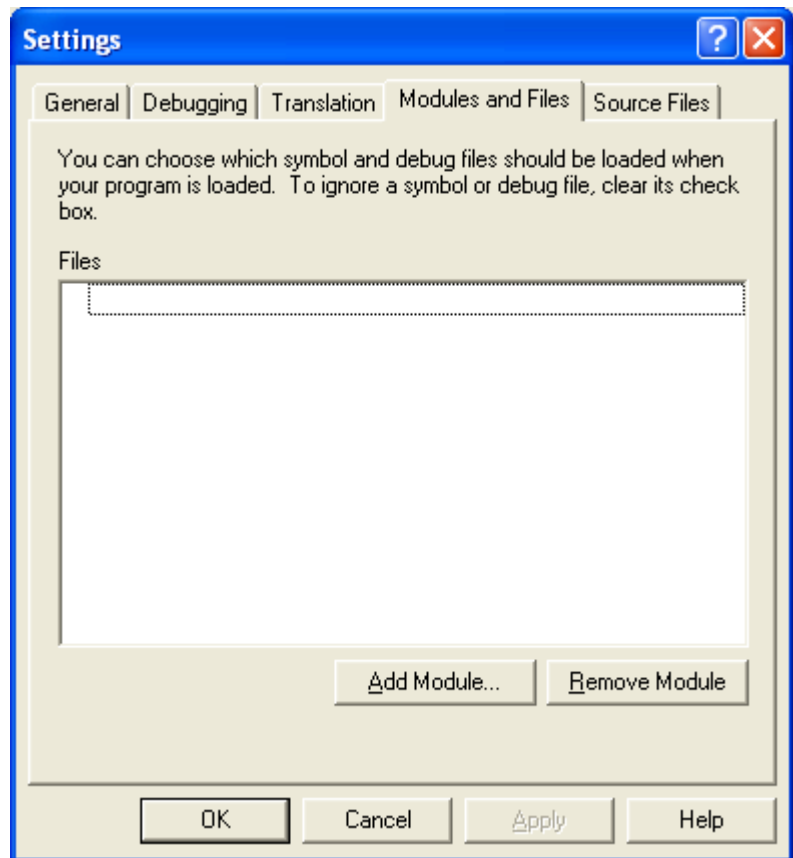 Settings
General Debugging Translation Modules and Files Source Files
You can choose which symbol and debug files should be loaded when
your program is loaded. To ignore a symbol or debug file, clear its check
box.
Files
Add Module... Remove Module
OK Cancel Apply Help